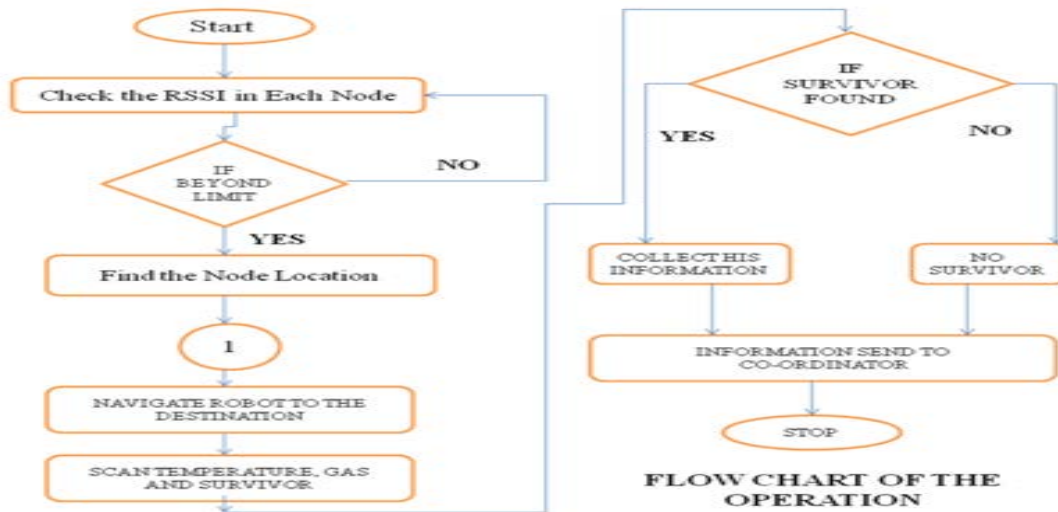 Start
Check the RSSI in Each Node
IF
BEYOND
LIMIT
NO
YES
Find the Node Location
1
NAVIGATE ROBOT TO THE
DESTINATION
SCAN TEMPERATURE, GAS
AND SURVIVOR
IF
SURVIVOR
FOUND
YES
NO
COLLECT HIS
INFORMATION
NO
SURVIVOR
INFORMATION SEND TO
CO-ORDINATOR
STOP
FLOW CHART OF THE
OPERATION